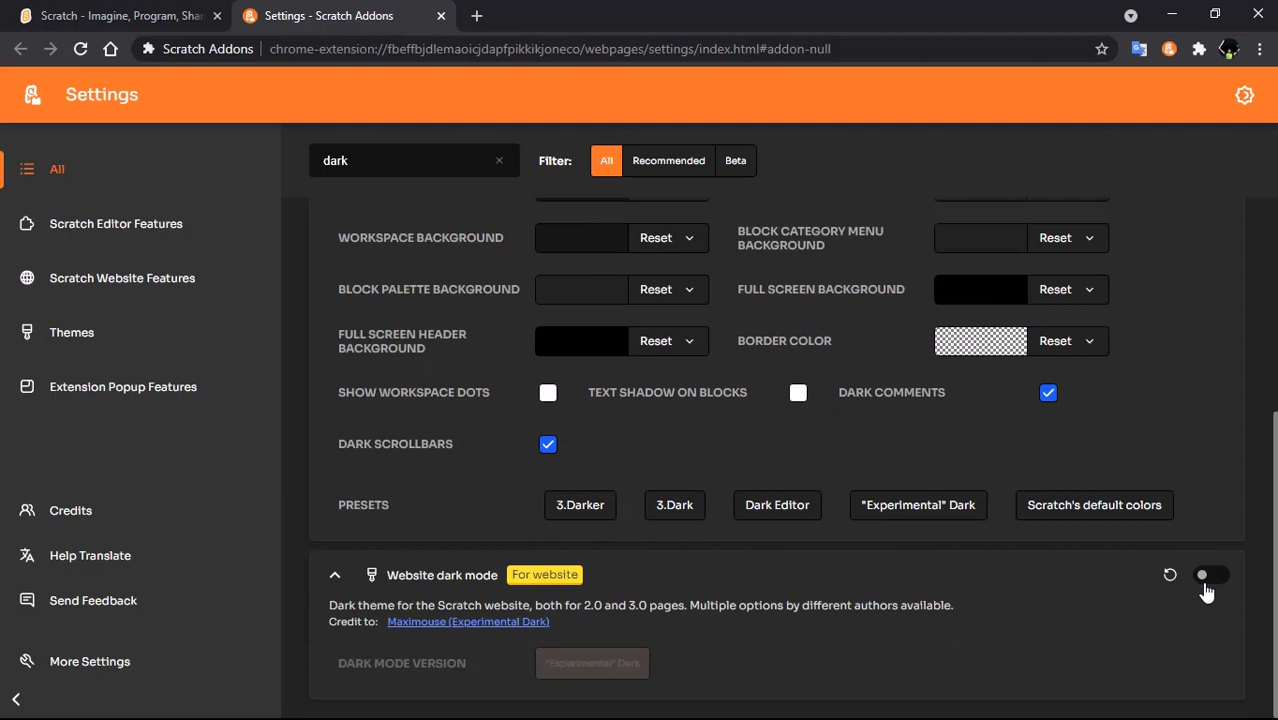 Scratch - Imagine, Program, Shar
Settings - Scratch Addons
Scratch Addons
chrome-extension://fbeffbjdlemaoicjdapfpikkikjoneco/webpages/settings/index.html#addon-null
Settings
All
Scratch Editor Features
Scratch Website Features
Themes
Extension Popup Features
Credits
Help Translate
Send Feedback
More Settings
dark
Filter: All Recommended Beta
WORKSPACE BACKGROUND Reset
BLOCK CATEGORY MENU
BACKGROUND Reset
BLOCK PALETTE BACKGROUND Reset
FULL SCREEN BACKGROUND Reset
FULL SCREEN HEADER
BACKGROUND Reset
BORDER COLOR Reset
SHOW WORKSPACE DOTS
TEXT SHADOW ON BLOCKS
DARK COMMENTS
DARK SCROLLBARS
PRESETS 3.Darker 3.Dark Dark Editor "Experimental" Dark Scratch's default colors
Website dark mode For website
Dark theme for the Scratch website, both for 2.0 and 3.0 pages. Multiple options by different authors available.
Credit to: Maximouse (Experimental Dark)
DARK MODE VERSION "Experimental" Dark